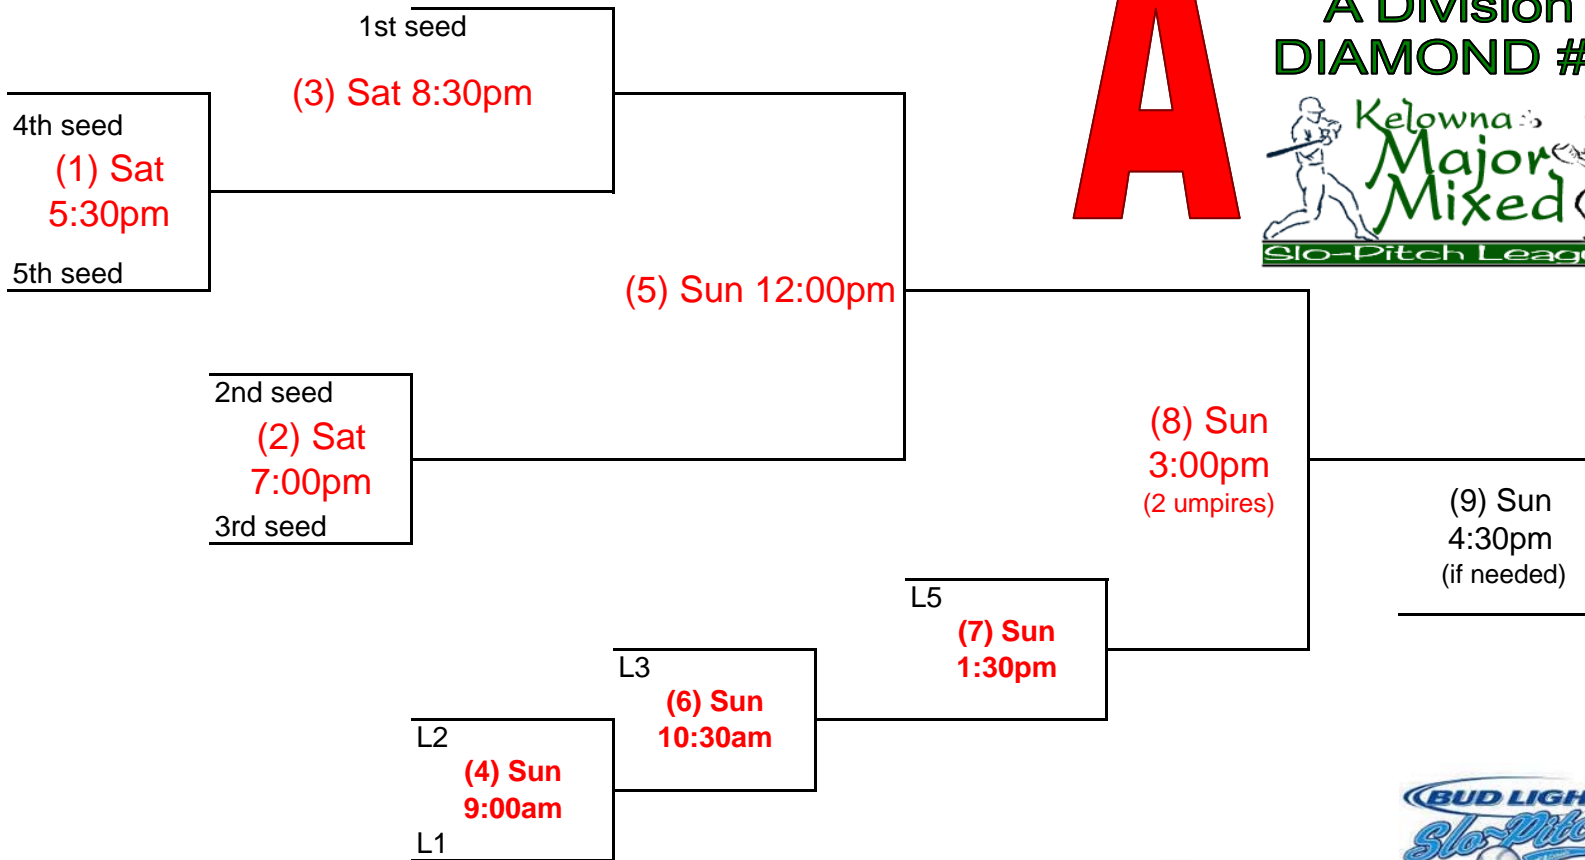 1st seed
(3) Sat 8:30pm
A Division
DIAMOND #
4th seed
(1) Sat
5:30pm
5th seed
Kelowna
Major
Mixed
(5) Sun 12:00pm
2nd seed
(2) Sat
7:00pm
3rd seed
(8) Sun
3:00pm
(2 umpires)
(9) Sun
4:30pm
(if needed)
L5
(7) Sun
1:30pm
L3
(6) Sun
10:30am
L2
(4) Sun
9:00am
L1
A
Slo-Pitch
BUD